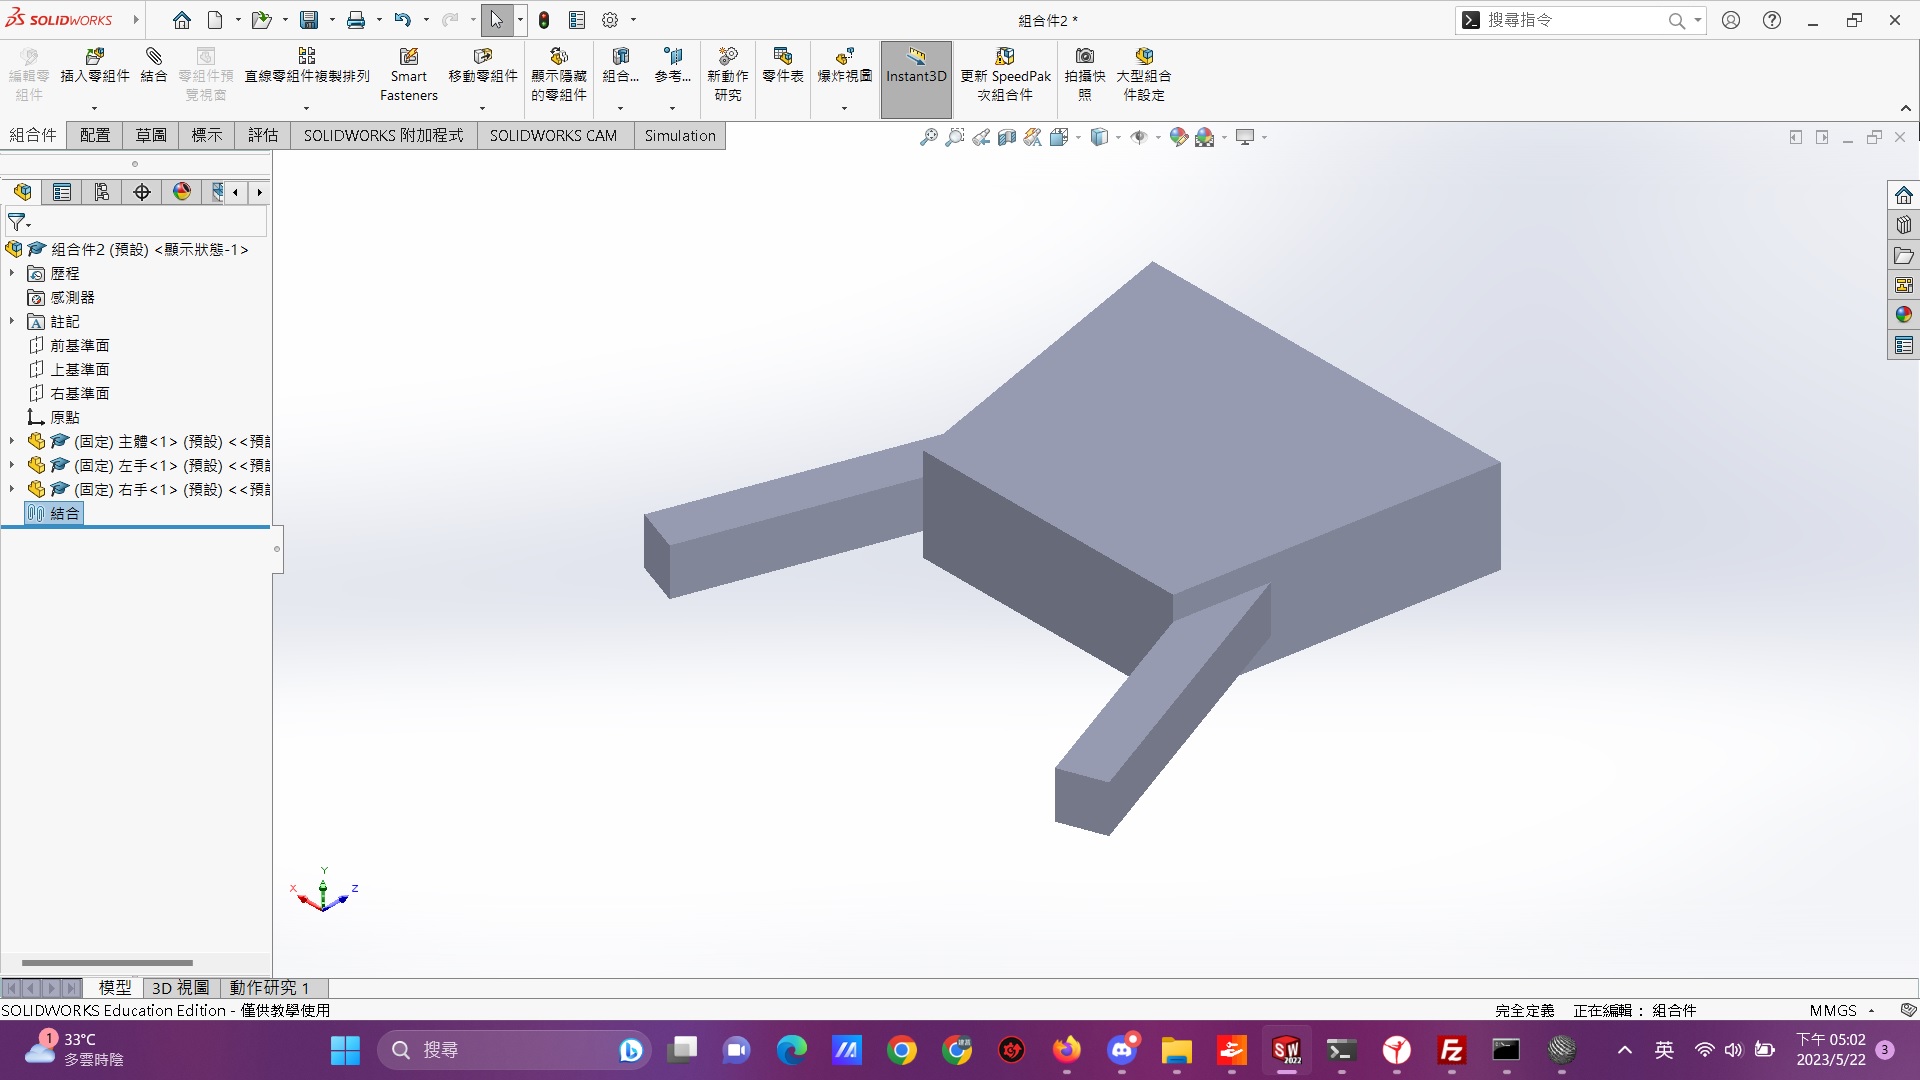 SOLIDWORKS
組合件2 *
搜尋指令
編輯零組件
插入零組件
結合
零組件預覽視窗
直線零組件複製排列
Smart Fasteners
移動零組件
顯示隱藏的零組件
組合...
參考...
新動作研究
零件表
爆炸視圖
Instant3D
更新 SpeedPak 次組合件
拍攝快照
大型組合件設定
組合件
配置
草圖
標示
評估
SOLIDWORKS 附加程式
SOLIDWORKS CAM
Simulation
組合件2 (預設) <顯示狀態-1>
歷程
感測器
註記
前基準面
上基準面
右基準面
原點
(固定) 主體<1> (預設) <<預
(固定) 左手<1> (預設) <<預
(固定) 右手<1> (預設) <<預
結合
Y
X
Z
模型
3D 視圖
動作研究 1
SOLIDWORKS Education Edition - 僅供教學使用
完全定義
正在編輯： 組合件
MMGS
1
33°C
多雲時陰
搜尋
SW
2022
FZ
英
下午 05:02
2023/5/22
3